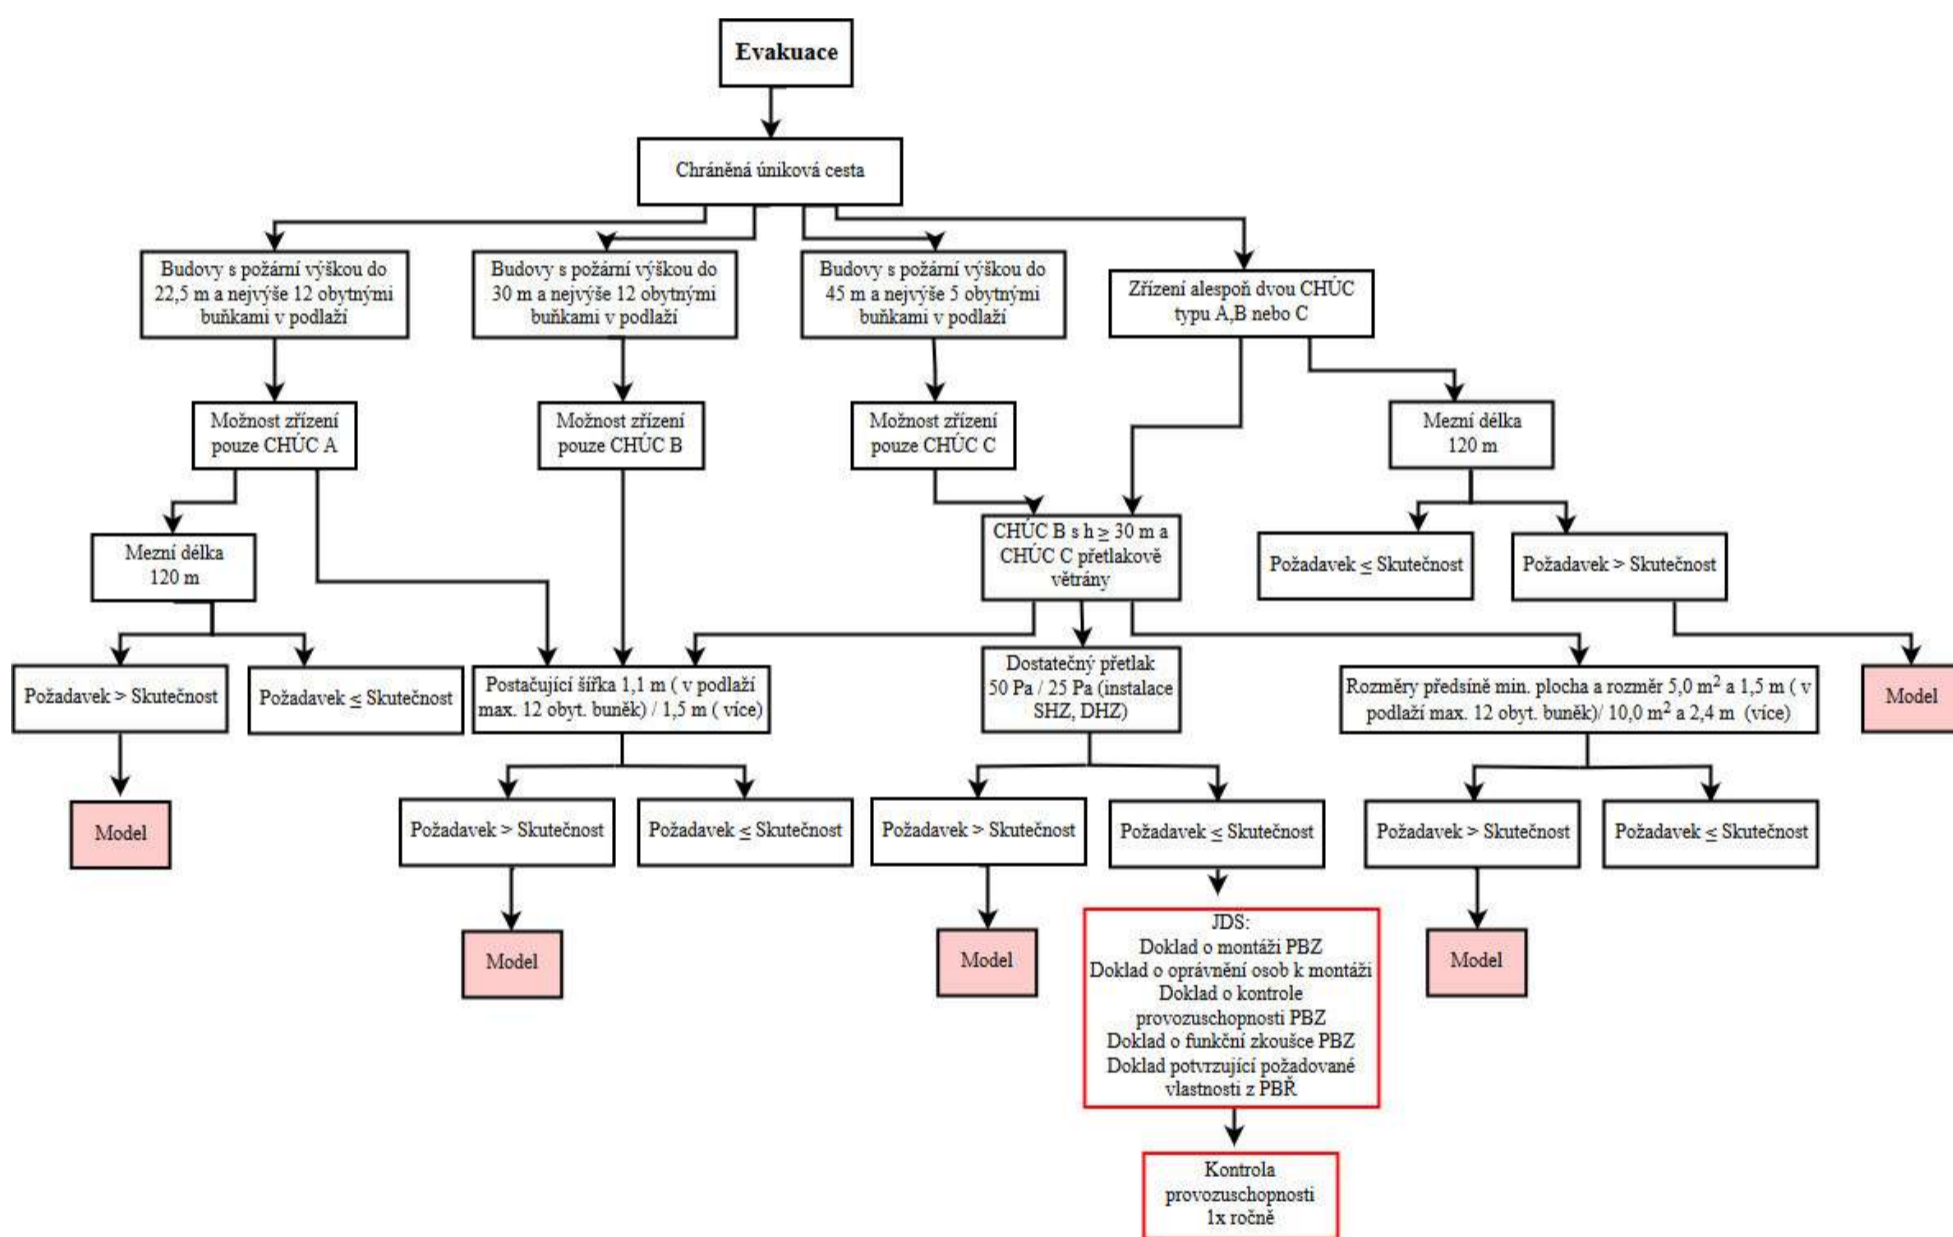 Evakuace
Chráněná úniková cesta
Budovy s požární výškou do
22,5 m a nejvýše 12 obytnými
buňkami v podlaží
Budovy s požární výškou do
30 m a nejvýše 12 obytnými
buňkami v podlaží
Budovy s požární výškou do
45 m a nejvýše 5 obytnými
buňkami v podlaží
Zřízení alespoň dvou CHÚC
typu A,B nebo C
Možnost zřízení
pouze CHÚC A
Možnost zřízení
pouze CHÚC B
Možnost zřízení
pouze CHÚC C
Mezní délka
120 m
Mezní délka
120 m
CHÚC B s h ≥ 30 m a
CHÚC C přetlakově
větrány
Požadavek ≤ Skutečnost
Požadavek > Skutečnost
Požadavek > Skutečnost
Požadavek ≤ Skutečnost
Postačující šířka 1,1 m ( v podlaží
max. 12 obyt. buněk) / 1,5 m ( více)
Dostatečný přetlak
50 Pa / 25 Pa (instalace
SHZ, DHZ)
Rozměry předsíně min. plocha a rozměr 5,0 m² a 1,5 m ( v
podlaží max. 12 obyt. buněk)/ 10,0 m² a 2,4 m (více)
Model
Model
Požadavek > Skutečnost
Požadavek ≤ Skutečnost
Požadavek > Skutečnost
Požadavek ≤ Skutečnost
Požadavek > Skutečnost
Požadavek ≤ Skutečnost
Model
Model
Model
JDS:
Doklad o montáži PBZ
Doklad o oprávnění osob k montáži
Doklad o kontrole
provozuschopnosti PBZ
Doklad o funkční zkoušce PBZ
Doklad potvrzující požadované
vlastnosti z PBŘ
Kontrola
provozuschopnosti
1x ročně